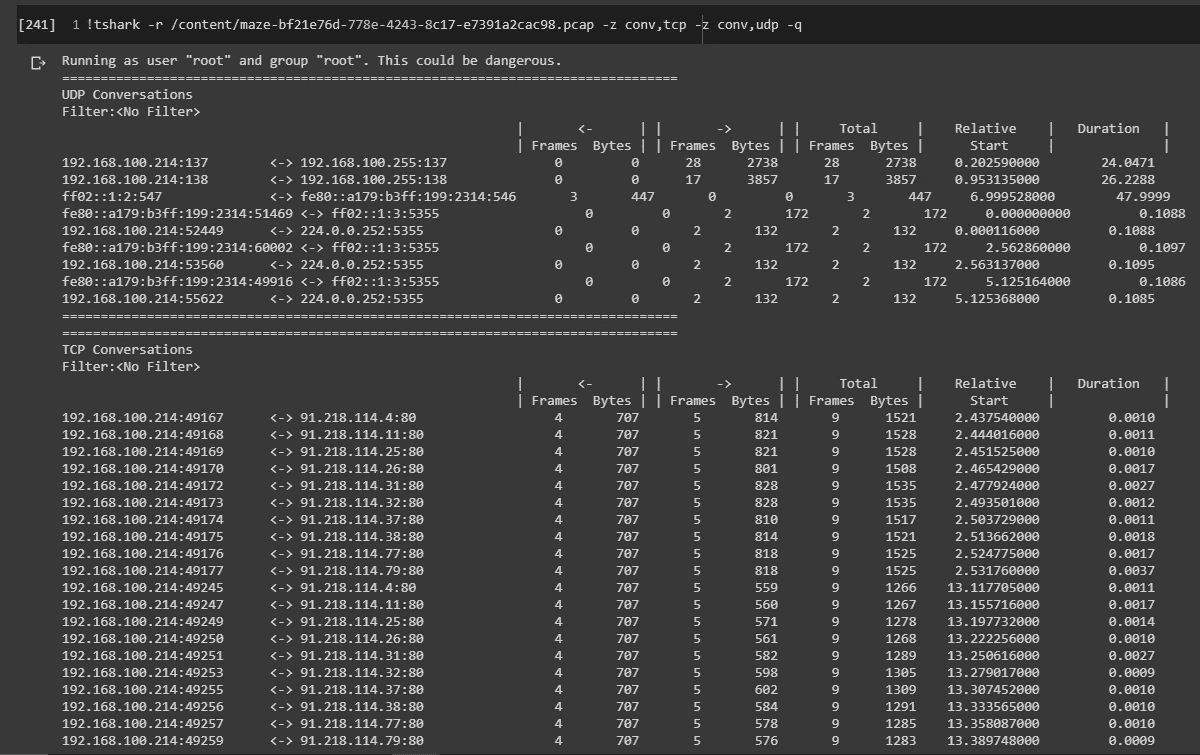 [241] 1 !tshark -r /content/maze-bf21e76d-778e-4243-8c17-e7391a2cac98.pcap -z conv,tcp -z conv,udp -q
Running as user "root" and group "root". This could be dangerous.
================================================================================
UDP Conversations
Filter:<No Filter>
| <- | | -> | | Total | Relative | Duration |
| Frames Bytes | | Frames Bytes | | Frames Bytes | Start | |
192.168.100.214:137 <-> 192.168.100.255:137 0 0 28 2738 28 2738 0.202590000 24.0471
192.168.100.214:138 <-> 192.168.100.255:138 0 0 17 3857 17 3857 0.953135000 26.2288
ff02::1:2:547 <-> fe80::a179:b3ff:199:2314:546 3 447 0 0 3 447 6.999528000 47.9999
fe80::a179:b3ff:199:2314:51469 <-> ff02::1:3:5355 0 0 2 172 2 172 0.000000000 0.1088
192.168.100.214:52449 <-> 224.0.0.252:5355 0 0 2 132 2 132 0.000116000 0.1088
fe80::a179:b3ff:199:2314:60002 <-> ff02::1:3:5355 0 0 2 172 2 172 2.562860000 0.1097
192.168.100.214:53560 <-> 224.0.0.252:5355 0 0 2 132 2 132 2.563137000 0.1095
fe80::a179:b3ff:199:2314:49916 <-> ff02::1:3:5355 0 0 2 172 2 172 5.125164000 0.1086
192.168.100.214:55622 <-> 224.0.0.252:5355 0 0 2 132 2 132 5.125368000 0.1085
================================================================================
================================================================================
TCP Conversations
Filter:<No Filter>
| <- | | -> | | Total | Relative | Duration |
| Frames Bytes | | Frames Bytes | | Frames Bytes | Start | |
192.168.100.214:49167 <-> 91.218.114.4:80 4 707 5 814 9 1521 2.437540000 0.0010
192.168.100.214:49168 <-> 91.218.114.11:80 4 707 5 821 9 1528 2.444016000 0.0011
192.168.100.214:49169 <-> 91.218.114.25:80 4 707 5 821 9 1528 2.451525000 0.0010
192.168.100.214:49170 <-> 91.218.114.26:80 4 707 5 801 9 1508 2.465429000 0.0017
192.168.100.214:49172 <-> 91.218.114.31:80 4 707 5 828 9 1535 2.477924000 0.0027
192.168.100.214:49173 <-> 91.218.114.32:80 4 707 5 828 9 1535 2.493501000 0.0012
192.168.100.214:49174 <-> 91.218.114.37:80 4 707 5 810 9 1517 2.503729000 0.0011
192.168.100.214:49175 <-> 91.218.114.38:80 4 707 5 814 9 1521 2.513662000 0.0018
192.168.100.214:49176 <-> 91.218.114.77:80 4 707 5 818 9 1525 2.524775000 0.0017
192.168.100.214:49177 <-> 91.218.114.79:80 4 707 5 818 9 1525 2.531760000 0.0037
192.168.100.214:49245 <-> 91.218.114.4:80 4 707 5 559 9 1266 13.117705000 0.0011
192.168.100.214:49247 <-> 91.218.114.11:80 4 707 5 560 9 1267 13.155716000 0.0017
192.168.100.214:49249 <-> 91.218.114.25:80 4 707 5 571 9 1278 13.197732000 0.0014
192.168.100.214:49250 <-> 91.218.114.26:80 4 707 5 561 9 1268 13.222256000 0.0010
192.168.100.214:49251 <-> 91.218.114.31:80 4 707 5 582 9 1289 13.250616000 0.0027
192.168.100.214:49253 <-> 91.218.114.32:80 4 707 5 598 9 1305 13.279017000 0.0009
192.168.100.214:49255 <-> 91.218.114.37:80 4 707 5 602 9 1309 13.307452000 0.0010
192.168.100.214:49256 <-> 91.218.114.38:80 4 707 5 584 9 1291 13.333565000 0.0010
192.168.100.214:49257 <-> 91.218.114.77:80 4 707 5 578 9 1285 13.358087000 0.0010
192.168.100.214:49259 <-> 91.218.114.79:80 4 707 5 576 9 1283 13.389748000 0.0009